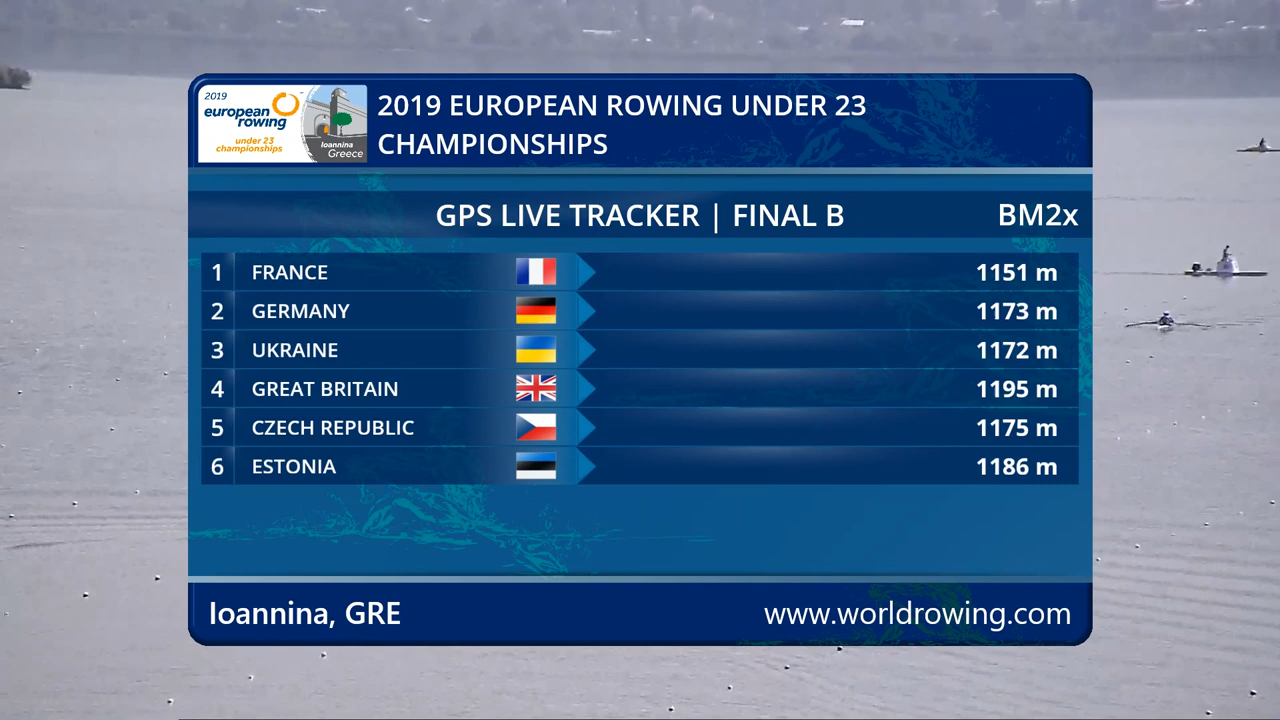 2019
european
rowing
under 23
championships
Ioannina
Greece
2019 EUROPEAN ROWING UNDER 23
CHAMPIONSHIPS
GPS LIVE TRACKER | FINAL B BM2x
1 FRANCE 1151 m
2 GERMANY 1173 m
3 UKRAINE 1172 m
4 GREAT BRITAIN 1195 m
5 CZECH REPUBLIC 1175 m
6 ESTONIA 1186 m
Ioannina, GRE www.worldrowing.com